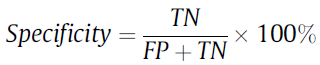 Specificity = TN / FP + TN × 100%